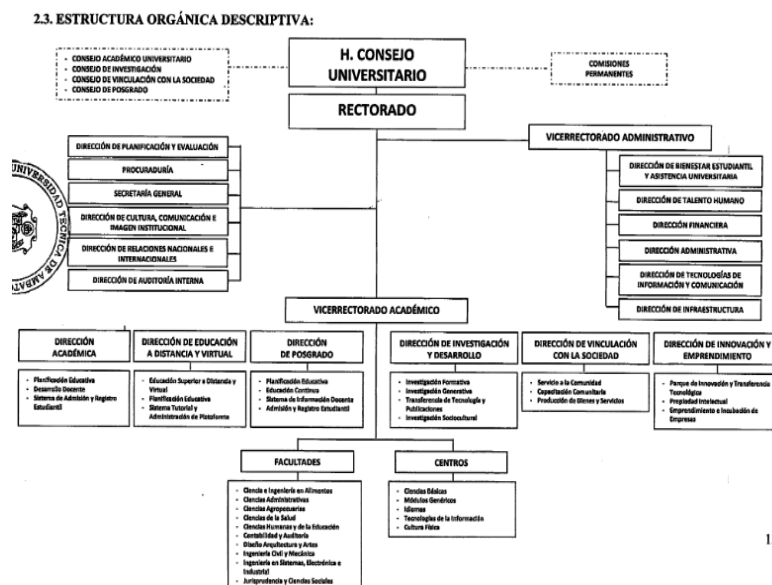 2.3. ESTRUCTURA ORGÁNICA DESCRIPTIVA:
H. CONSEJO
UNIVERSITARIO
- CONSEJO ACADÉMICO UNIVERSITARIO
- CONSEJO DE INVESTIGACIÓN
- CONSEJO DE VINCULACIÓN CON LA SOCIEDAD
- CONSEJO DE POSGRADO
COMISIONES
PERMANENTES
RECTORADO
VICERRECTORADO ADMINISTRATIVO
DIRECCIÓN DE PLANIFICACIÓN Y EVALUACIÓN
PROCURADURÍA
SECRETARÍA GENERAL
DIRECCIÓN DE CULTURA, COMUNICACIÓN E
IMAGEN INSTITUCIONAL
DIRECCIÓN DE RELACIONES NACIONALES E
INTERNACIONALES
DIRECCIÓN DE AUDITORÍA INTERNA
UNIVERSIDAD TECNICA DE AMBATO
DIRECCIÓN DE BIENESTAR ESTUDIANTIL
Y ASISTENCIA UNIVERSITARIA
DIRECCIÓN DE TALENTO HUMANO
DIRECCIÓN FINANCIERA
DIRECCIÓN ADMINISTRATIVA
DIRECCIÓN DE TECNOLOGÍAS DE
INFORMACIÓN Y COMUNICACIÓN
DIRECCIÓN DE INFRAESTRUCTURA
VICERRECTORADO ACADÉMICO
DIRECCIÓN
ACADÉMICA
- Planificación Educativa
- Desarrollo Docente
- Sistema de Admisión y Registro
Estudiantil
DIRECCIÓN DE EDUCACIÓN
A DISTANCIA Y VIRTUAL
- Educación Superior a Distancia y
Virtual
- Planificación Educativa
- Sistema Tutorial y
Administración de Plataforma
DIRECCIÓN
DE POSGRADO
- Planificación Educativa
- Educación Continua
- Sistema de Información Docente
- Admisión y Registro Estudiantil
DIRECCIÓN DE INVESTIGACIÓN
Y DESARROLLO
- Investigación Formativa
- Investigación Generativa
- Transferencia de Tecnología y
Publicaciones
- Investigación Sociocultural
DIRECCIÓN DE VINCULACIÓN
CON LA SOCIEDAD
- Servicio a la Comunidad
- Capacitación Comunitaria
- Producción de Bienes y Servicios
DIRECCIÓN DE INNOVACIÓN Y
EMPRENDIMIENTO
- Parque de Innovación y Transferencia
Tecnológica
- Propiedad Intelectual
- Emprendimiento e Incubación de
Empresas
FACULTADES
- Ciencia e Ingeniería en Alimentos
- Ciencias Administrativas
- Ciencias Agropecuarias
- Ciencias de la Salud
- Ciencias Humanas y de la Educación
- Contabilidad y Auditoría
- Diseño Arquitectura y Artes
- Ingeniería Civil y Mecánica
- Ingeniería en Sistemas, Electrónica e
Industrial
- Jurisprudencia y Ciencias Sociales
CENTROS
- Ciencias Básicas
- Módulos Genéricos
- Idiomas
- Tecnologías de la Información
- Cultura Física